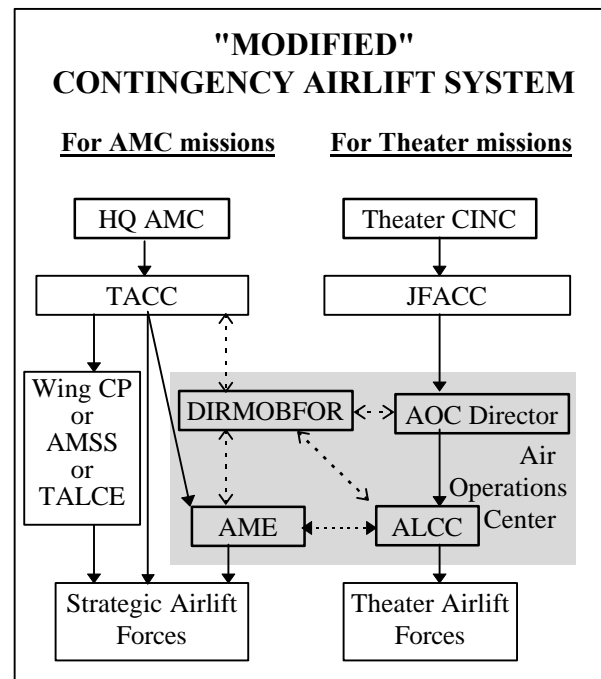 "MODIFIED"
CONTINGENCY AIRLIFT SYSTEM
For AMC missions
For Theater missions
HQ AMC
Theater CINC
TACC
JFACC
Wing CP
or
AMSS
or
TALCE
DIRMOBFOR
AOC Director
Air
Operations
Center
AME
ALCC
Strategic Airlift
Forces
Theater Airlift
Forces